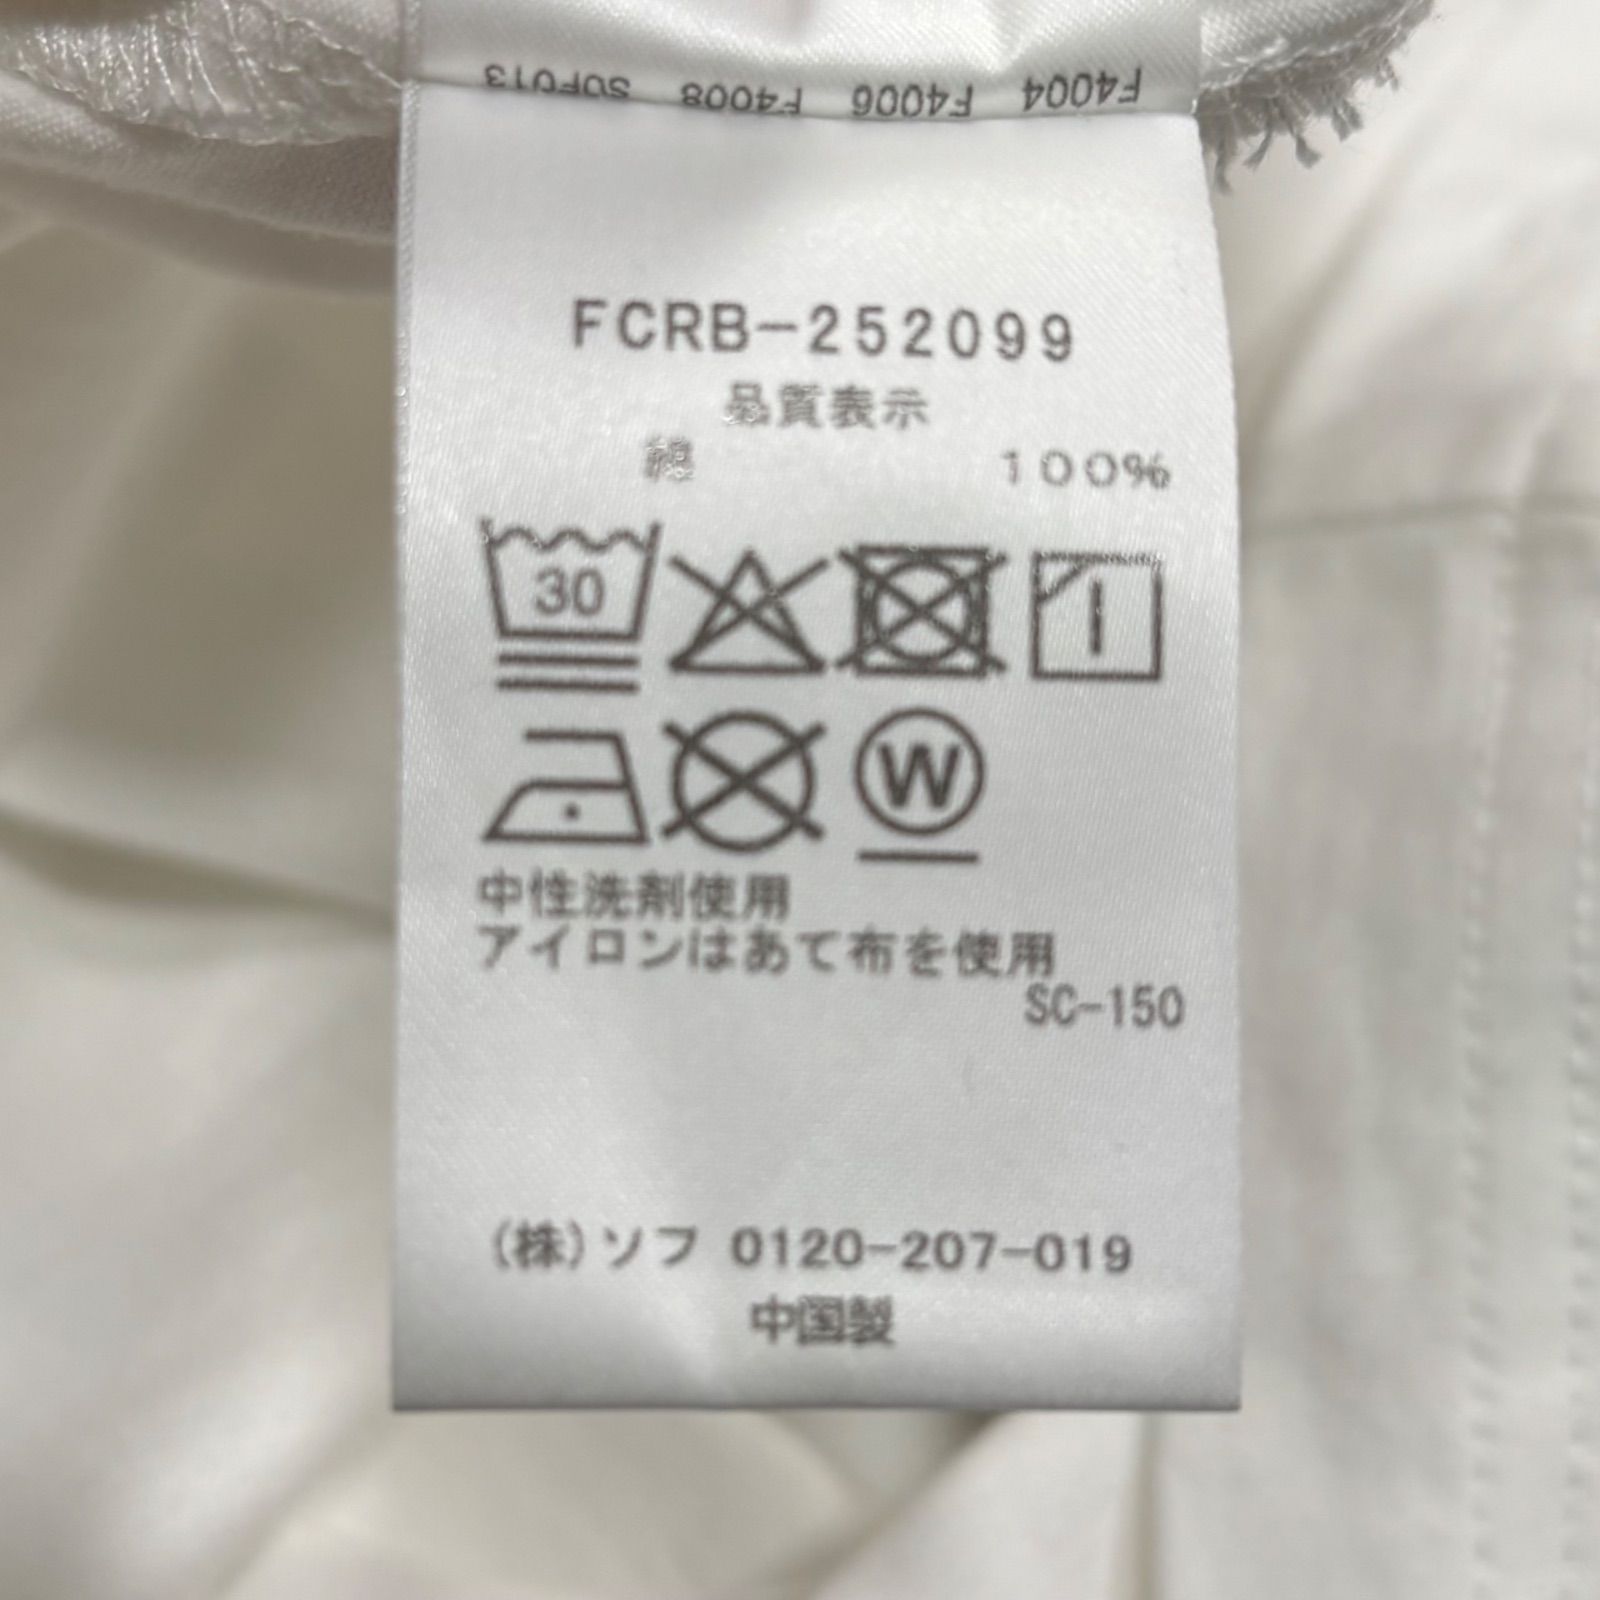 F4004 F4006 F4008 SOF013
FCRB-252099
品質表示
綿 100%
30
W
中性洗剤使用
アイロンはあて布を使用
SC-150
(株)ソフ 0120-207-019
中国製